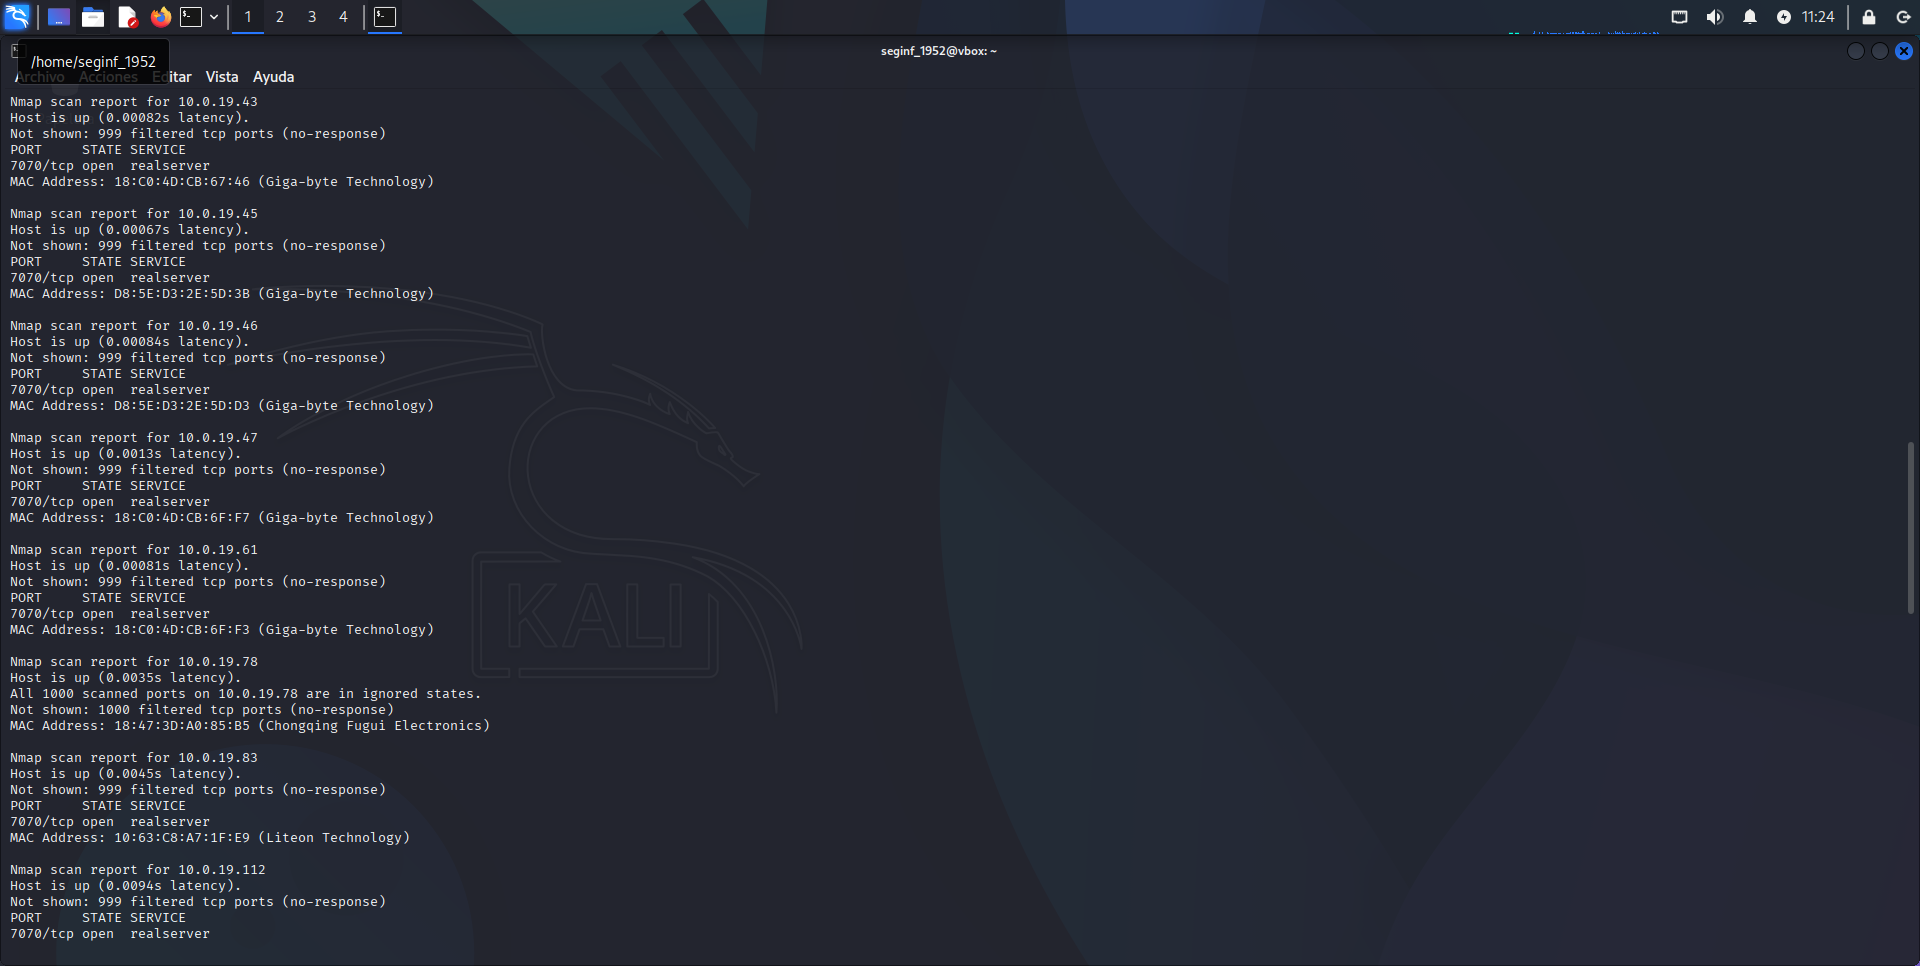 1 2 3 4 11:24
seginf_1952@vbox: ~
/home/seginf_1952
Archivo Acciones Editar Vista Ayuda
Nmap scan report for 10.0.19.43
Host is up (0.00082s latency).
Not shown: 999 filtered tcp ports (no-response)
PORT     STATE SERVICE
7070/tcp open  realserver
MAC Address: 18:C0:4D:CB:67:46 (Giga-byte Technology)
Nmap scan report for 10.0.19.45
Host is up (0.00067s latency).
Not shown: 999 filtered tcp ports (no-response)
PORT     STATE SERVICE
7070/tcp open  realserver
MAC Address: D8:5E:D3:2E:5D:3B (Giga-byte Technology)
Nmap scan report for 10.0.19.46
Host is up (0.00084s latency).
Not shown: 999 filtered tcp ports (no-response)
PORT     STATE SERVICE
7070/tcp open  realserver
MAC Address: D8:5E:D3:2E:5D:D3 (Giga-byte Technology)
Nmap scan report for 10.0.19.47
Host is up (0.0013s latency).
Not shown: 999 filtered tcp ports (no-response)
PORT     STATE SERVICE
7070/tcp open  realserver
MAC Address: 18:C0:4D:CB:6F:F7 (Giga-byte Technology)
Nmap scan report for 10.0.19.61
Host is up (0.00081s latency).
Not shown: 999 filtered tcp ports (no-response)
PORT     STATE SERVICE
7070/tcp open  realserver
MAC Address: 18:C0:4D:CB:6F:F3 (Giga-byte Technology)
KALI
Nmap scan report for 10.0.19.78
Host is up (0.0035s latency).
All 1000 scanned ports on 10.0.19.78 are in ignored states.
Not shown: 1000 filtered tcp ports (no-response)
MAC Address: 18:47:3D:A0:85:B5 (Chongqing Fugui Electronics)
Nmap scan report for 10.0.19.83
Host is up (0.0045s latency).
Not shown: 999 filtered tcp ports (no-response)
PORT     STATE SERVICE
7070/tcp open  realserver
MAC Address: 10:63:C8:A7:1F:E9 (Liteon Technology)
Nmap scan report for 10.0.19.112
Host is up (0.0094s latency).
Not shown: 999 filtered tcp ports (no-response)
PORT     STATE SERVICE
7070/tcp open  realserver